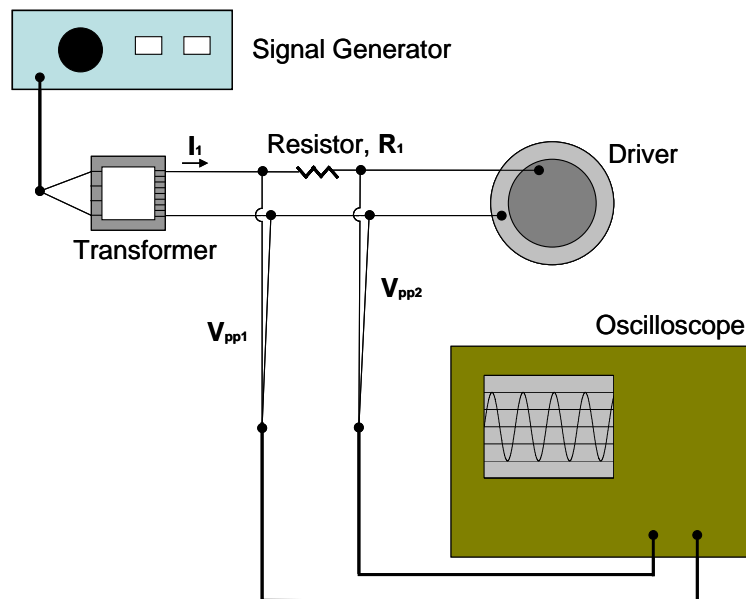 Signal Generator
I1
Resistor, R1
Driver
Transformer
Vpp2
Vpp1
Oscilloscope